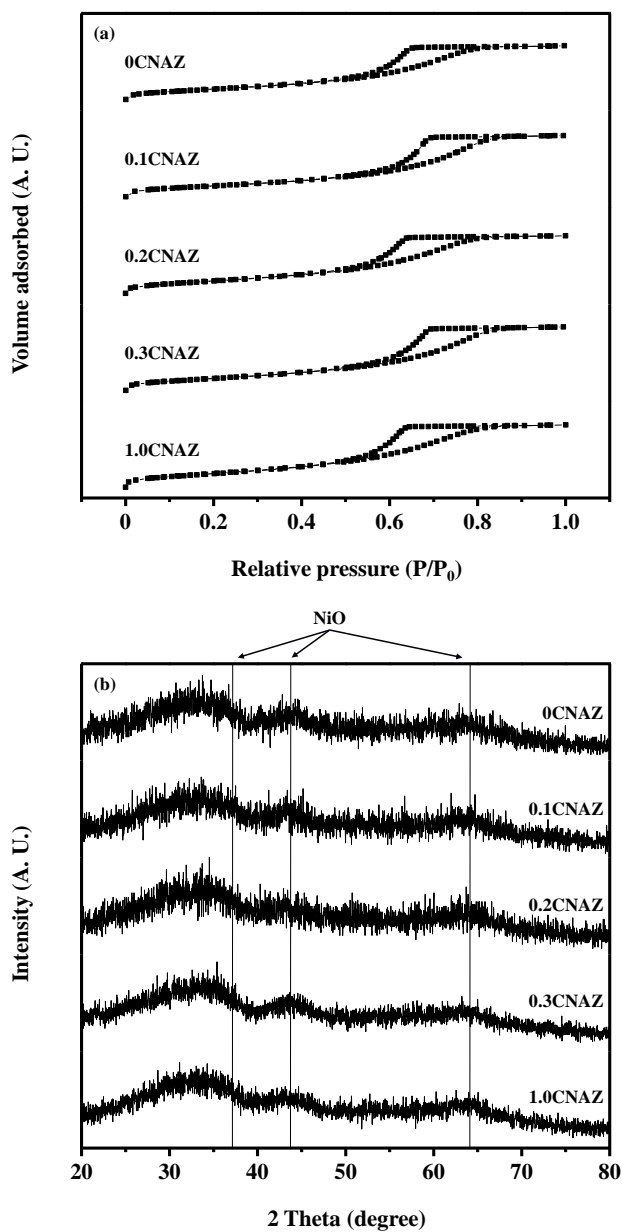 (a)
0CNAZ
0.1CNAZ
0.2CNAZ
0.3CNAZ
1.0CNAZ
Volume adsorbed (A. U.)
0 0.2 0.4 0.6 0.8 1.0
Relative pressure (P/P₀)
NiO
(b)
0CNAZ
0.1CNAZ
0.2CNAZ
0.3CNAZ
1.0CNAZ
Intensity (A. U.)
20 30 40 50 60 70 80
2 Theta (degree)